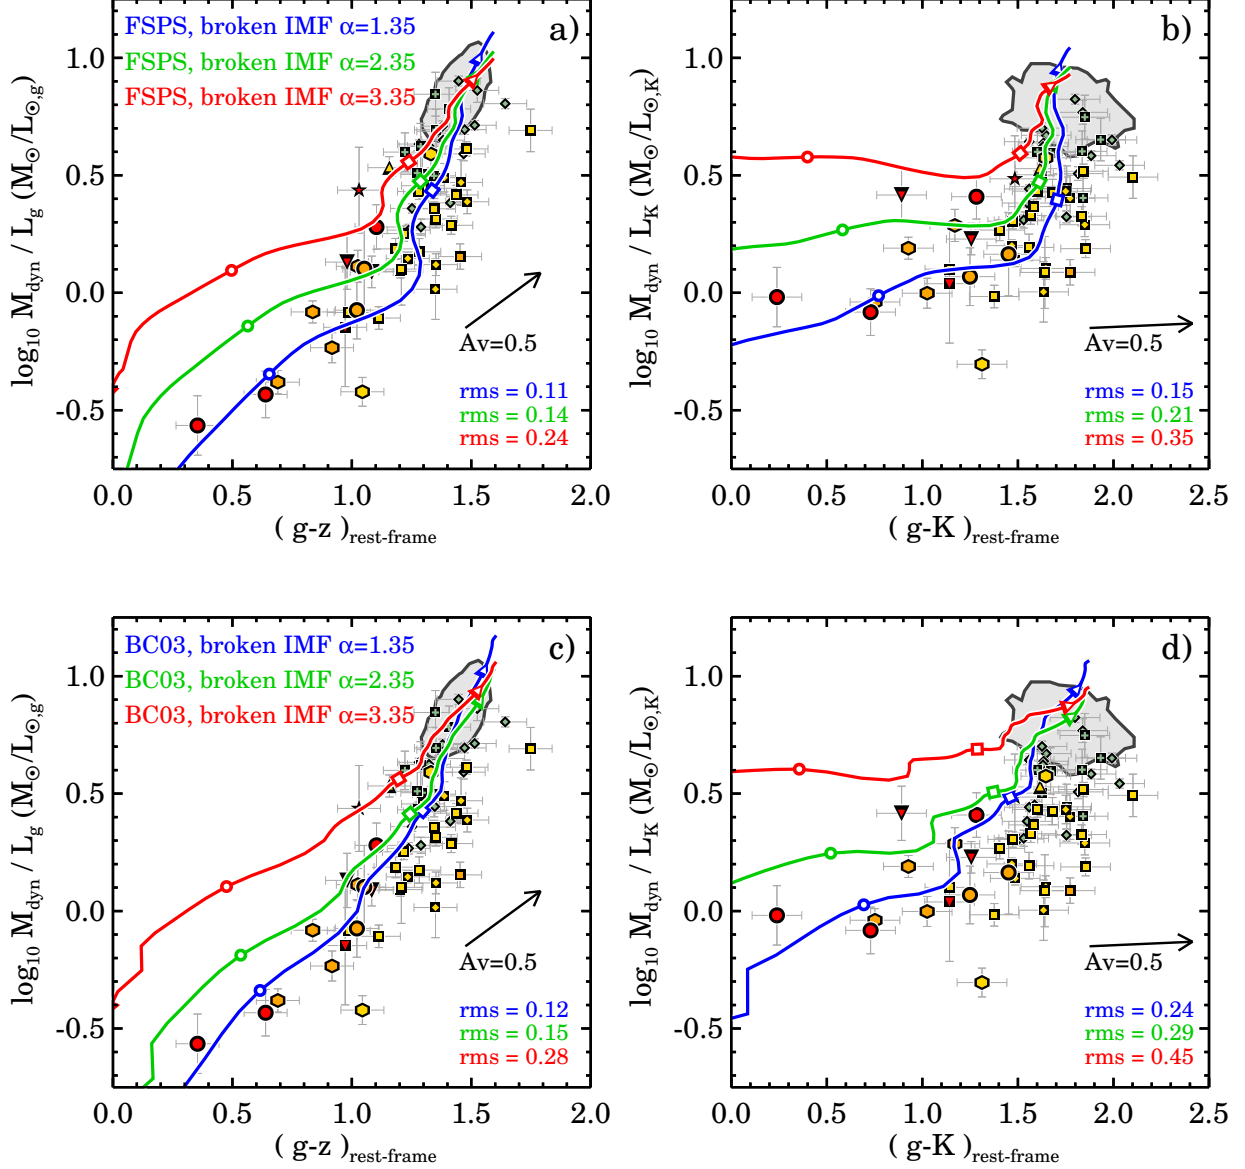 FSPS, broken IMF α=1.35
FSPS, broken IMF α=2.35
FSPS, broken IMF α=3.35
a)
1.0
0.5
0.0
-0.5
log10 Mdyn / Lg (M⊙/L⊙,g)
Av=0.5
rms = 0.11
rms = 0.14
rms = 0.24
0.0 0.5 1.0 1.5 2.0
( g-z )rest-frame
b)
1.0
0.5
0.0
-0.5
log10 Mdyn / LK (M⊙/L⊙,K)
Av=0.5
rms = 0.15
rms = 0.21
rms = 0.35
0.0 0.5 1.0 1.5 2.0 2.5
( g-K )rest-frame
BC03, broken IMF α=1.35
BC03, broken IMF α=2.35
BC03, broken IMF α=3.35
c)
1.0
0.5
0.0
-0.5
log10 Mdyn / Lg (M⊙/L⊙,g)
Av=0.5
rms = 0.12
rms = 0.15
rms = 0.28
0.0 0.5 1.0 1.5 2.0
( g-z )rest-frame
d)
1.0
0.5
0.0
-0.5
log10 Mdyn / LK (M⊙/L⊙,K)
Av=0.5
rms = 0.24
rms = 0.29
rms = 0.45
0.0 0.5 1.0 1.5 2.0 2.5
( g-K )rest-frame